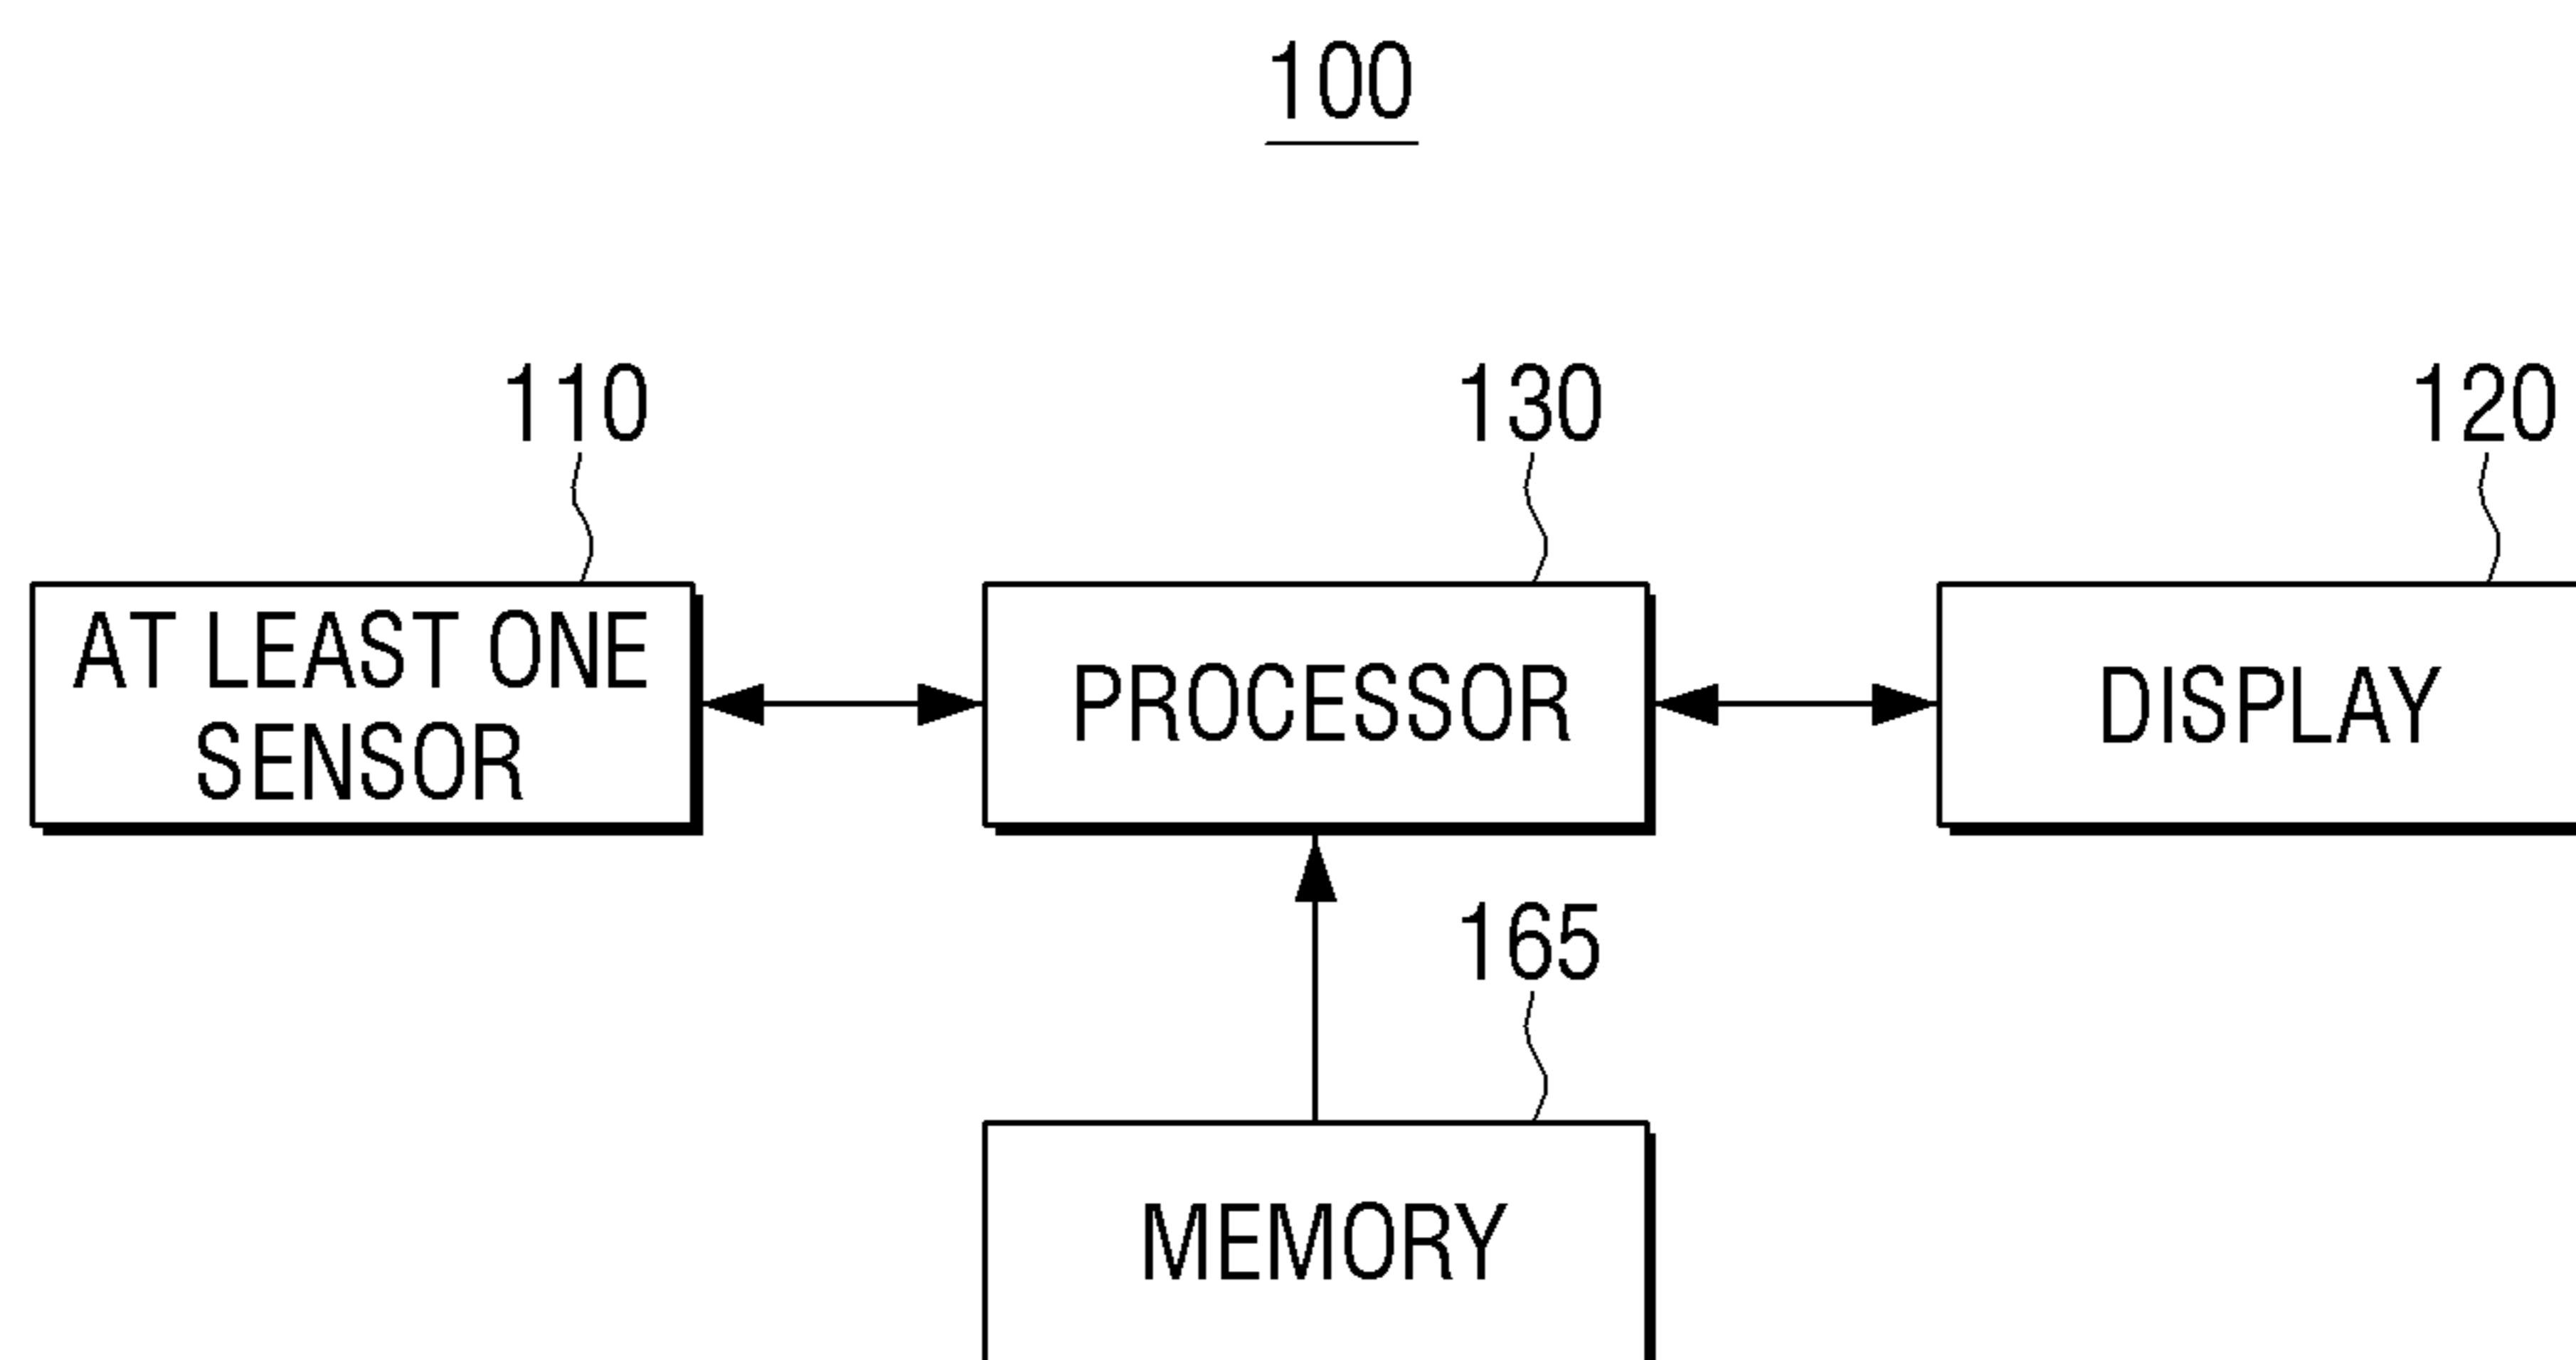 100
110
130
120
AT LEAST ONE
SENSOR
PROCESSOR
DISPLAY
165
MEMORY